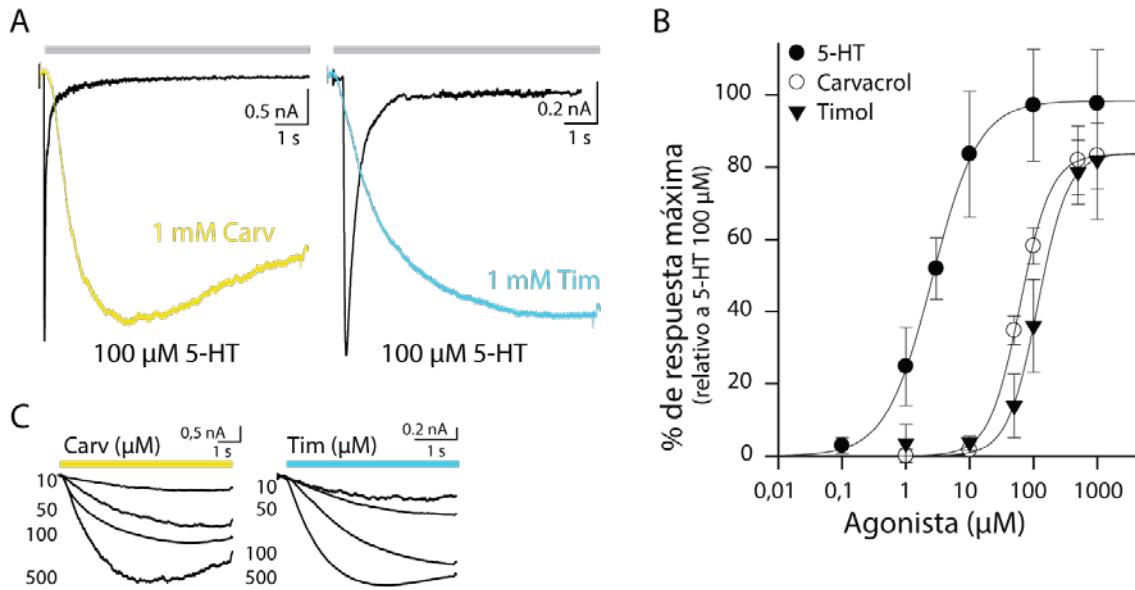 A
0.5 nA
1 s
1 mM Carv
100 µM 5-HT
0.2 nA
1 s
1 mM Tim
100 µM 5-HT
B
5-HT
Carvacrol
Timol
% de respuesta máxima
(relativo a 5-HT 100 µM)
100
80
60
40
20
0
0,01
0,1
1
10
100
1000
Agonista (µM)
C
Carv (µM)
0,5 nA
1 s
10
50
100
500
Tim (µM)
0.2 nA
1 s
10
50
100
500